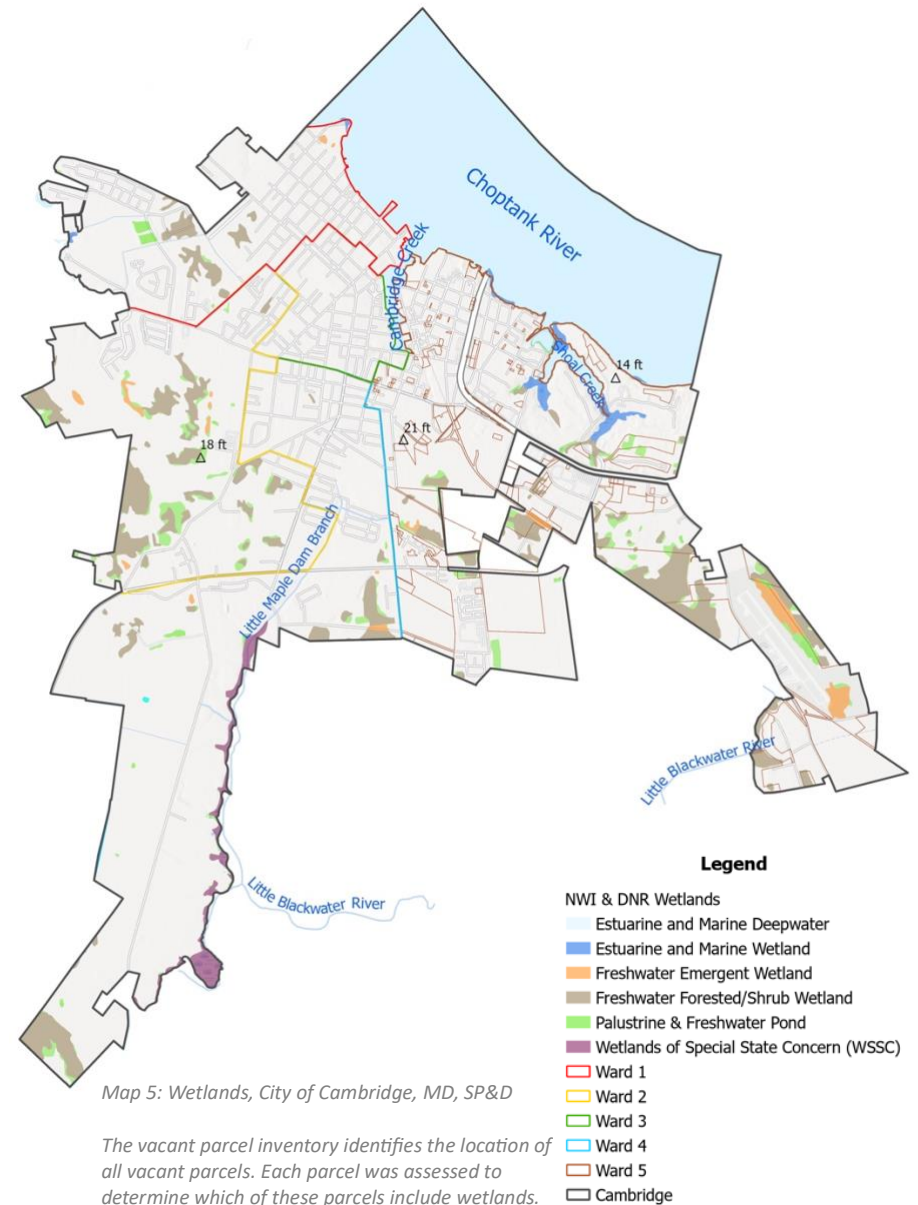 Choptank River
Cambridge Creek
Shoal Creek
14 ft
21 ft
18 ft
Little Maple Dam Branch
Little Blackwater River
Little Blackwater River
Legend
NWI & DNR Wetlands
Estuarine and Marine Deepwater
Estuarine and Marine Wetland
Freshwater Emergent Wetland
Freshwater Forested/Shrub Wetland
Palustrine & Freshwater Pond
Wetlands of Special State Concern (WSSC)
Ward 1
Ward 2
Ward 3
Ward 4
Ward 5
Cambridge
Map 5: Wetlands, City of Cambridge, MD, SP&D
The vacant parcel inventory identifies the location of
all vacant parcels. Each parcel was assessed to
determine which of these parcels include wetlands.